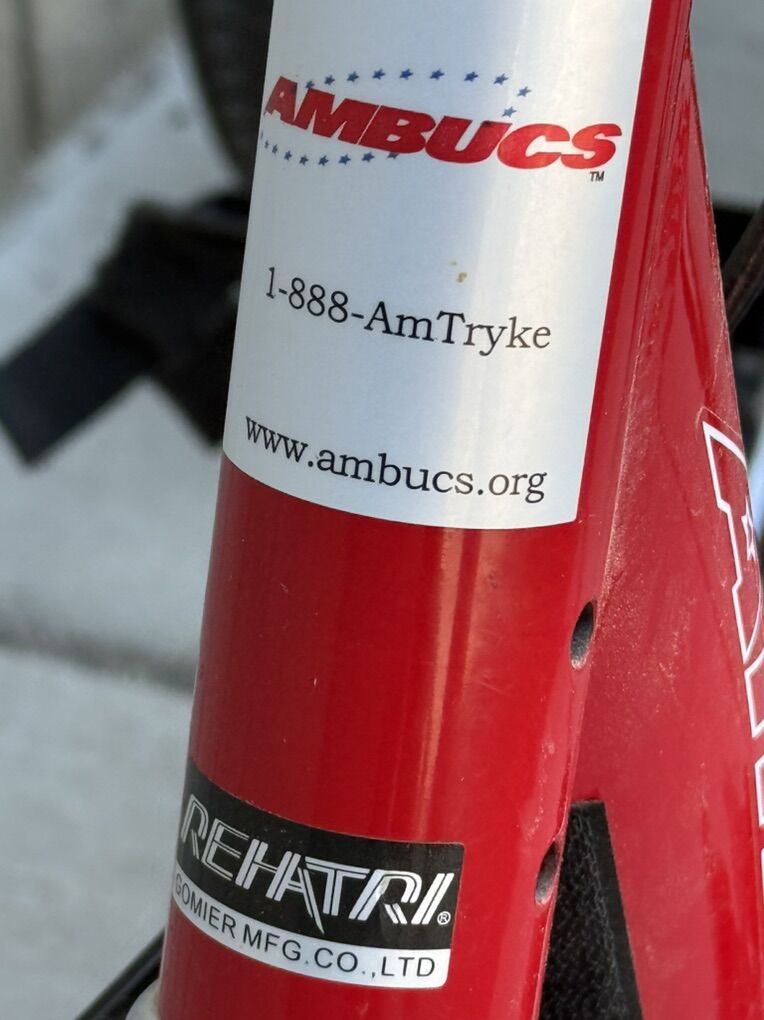 AMBUCS
TM
1-888-AmTryke
www.ambucs.org
REHATRI®
GOMIER MFG.CO.,LTD